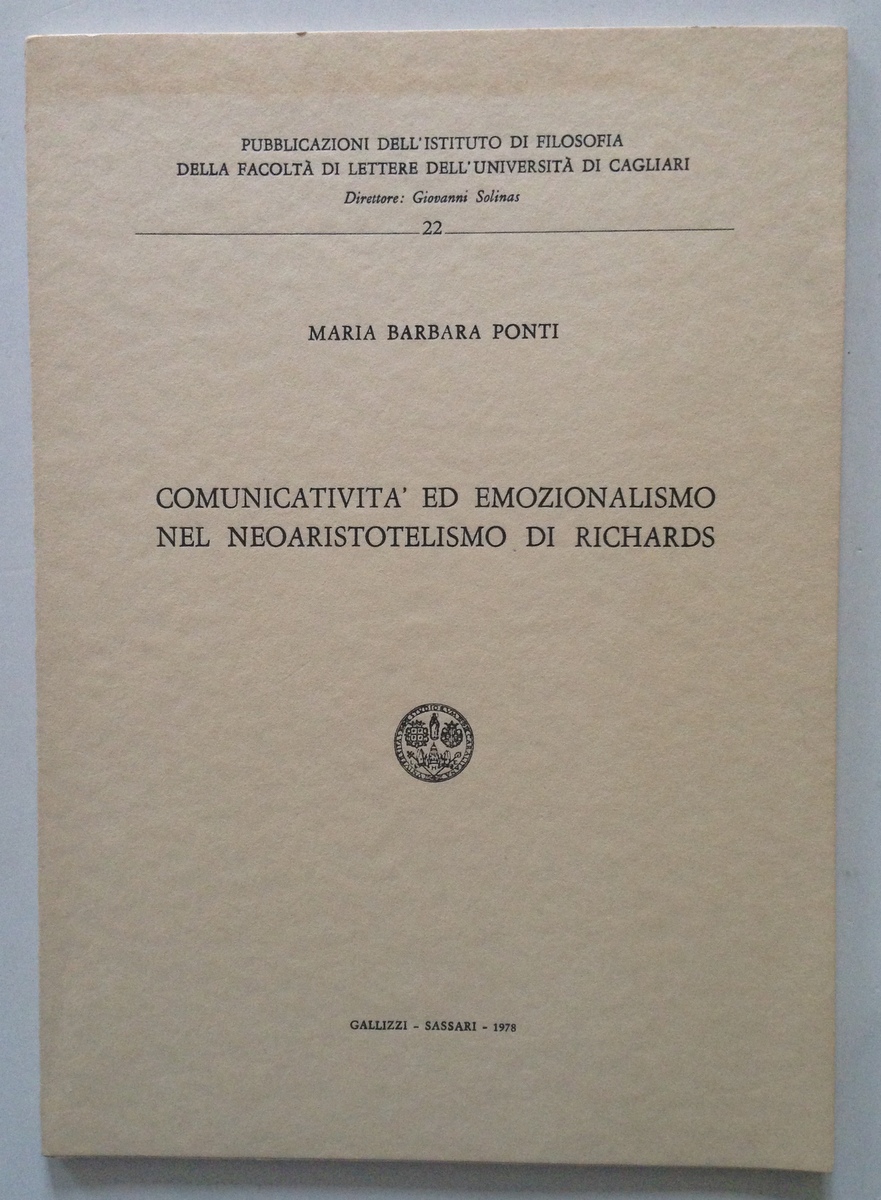 PUBBLICAZIONI DELL'ISTITUTO DI FILOSOFIA
DELLA FACOLTÀ DI LETTERE DELL'UNIVERSITÀ DI CAGLIARI
Direttore: Giovanni Solinas
22
MARIA BARBARA PONTI
COMUNICATIVITA' ED EMOZIONALISMO
NEL NEOARISTOTELISMO DI RICHARDS
GALLIZZI - SASSARI - 1978